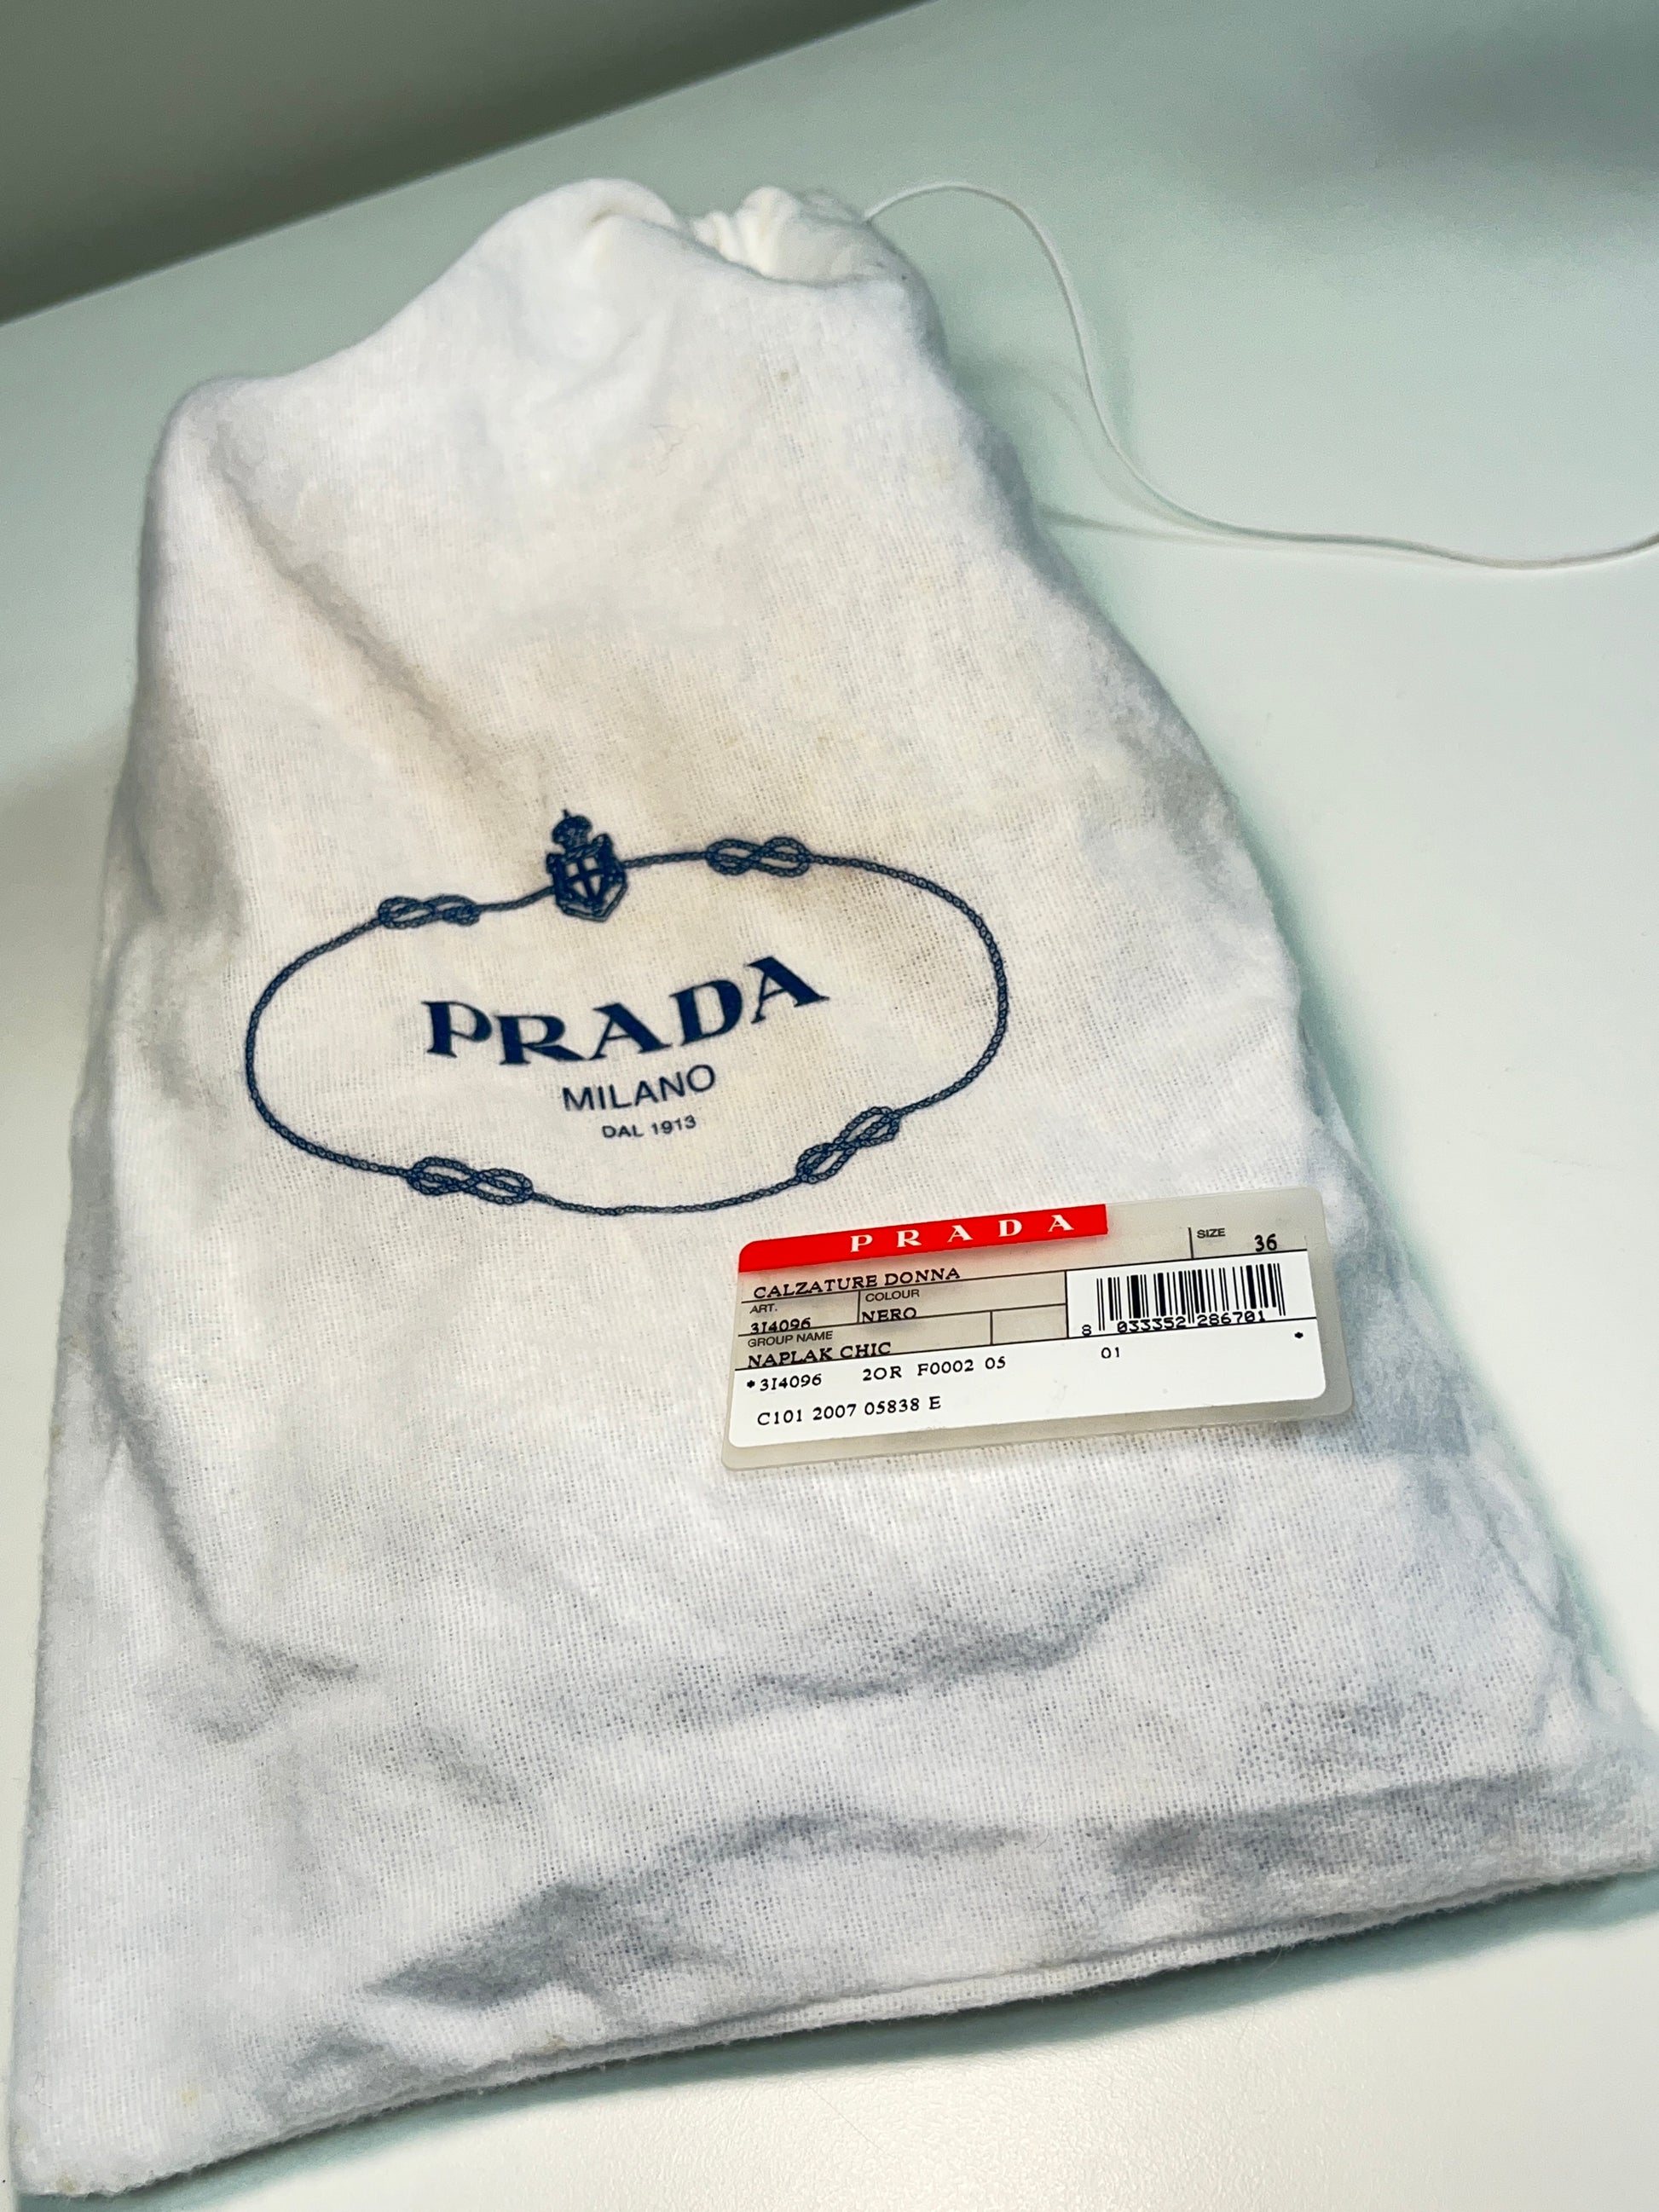 PRADA
MILANO
DAL 1913
PRADA
SIZE 36
CALZATURE DONNA
ART. COLOUR
3I4096 NERO
GROUP NAME
NAPLAK CHIC
8 033352 286701
*3I4096 2OR F0002 05 01 *
C101 2007 05838 E